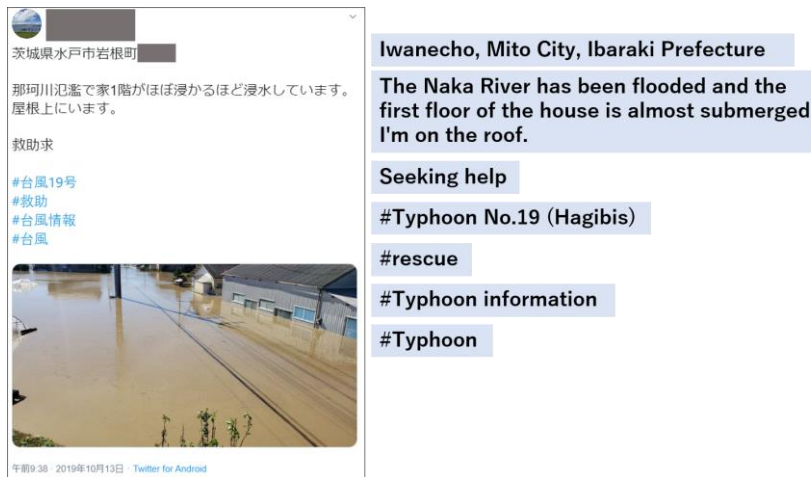 茨城県水戸市岩根町
那珂川氾濫で家1階がほぼ浸かるほど浸水しています。
屋根上にいます。
救助求
#台風19号
#救助
#台風情報
#台風
午前9:38 · 2019年10月13日 · Twitter for Android
Iwanecho, Mito City, Ibaraki Prefecture
The Naka River has been flooded and the
first floor of the house is almost submerged
I'm on the roof.
Seeking help
#Typhoon No.19 (Hagibis)
#rescue
#Typhoon information
#Typhoon